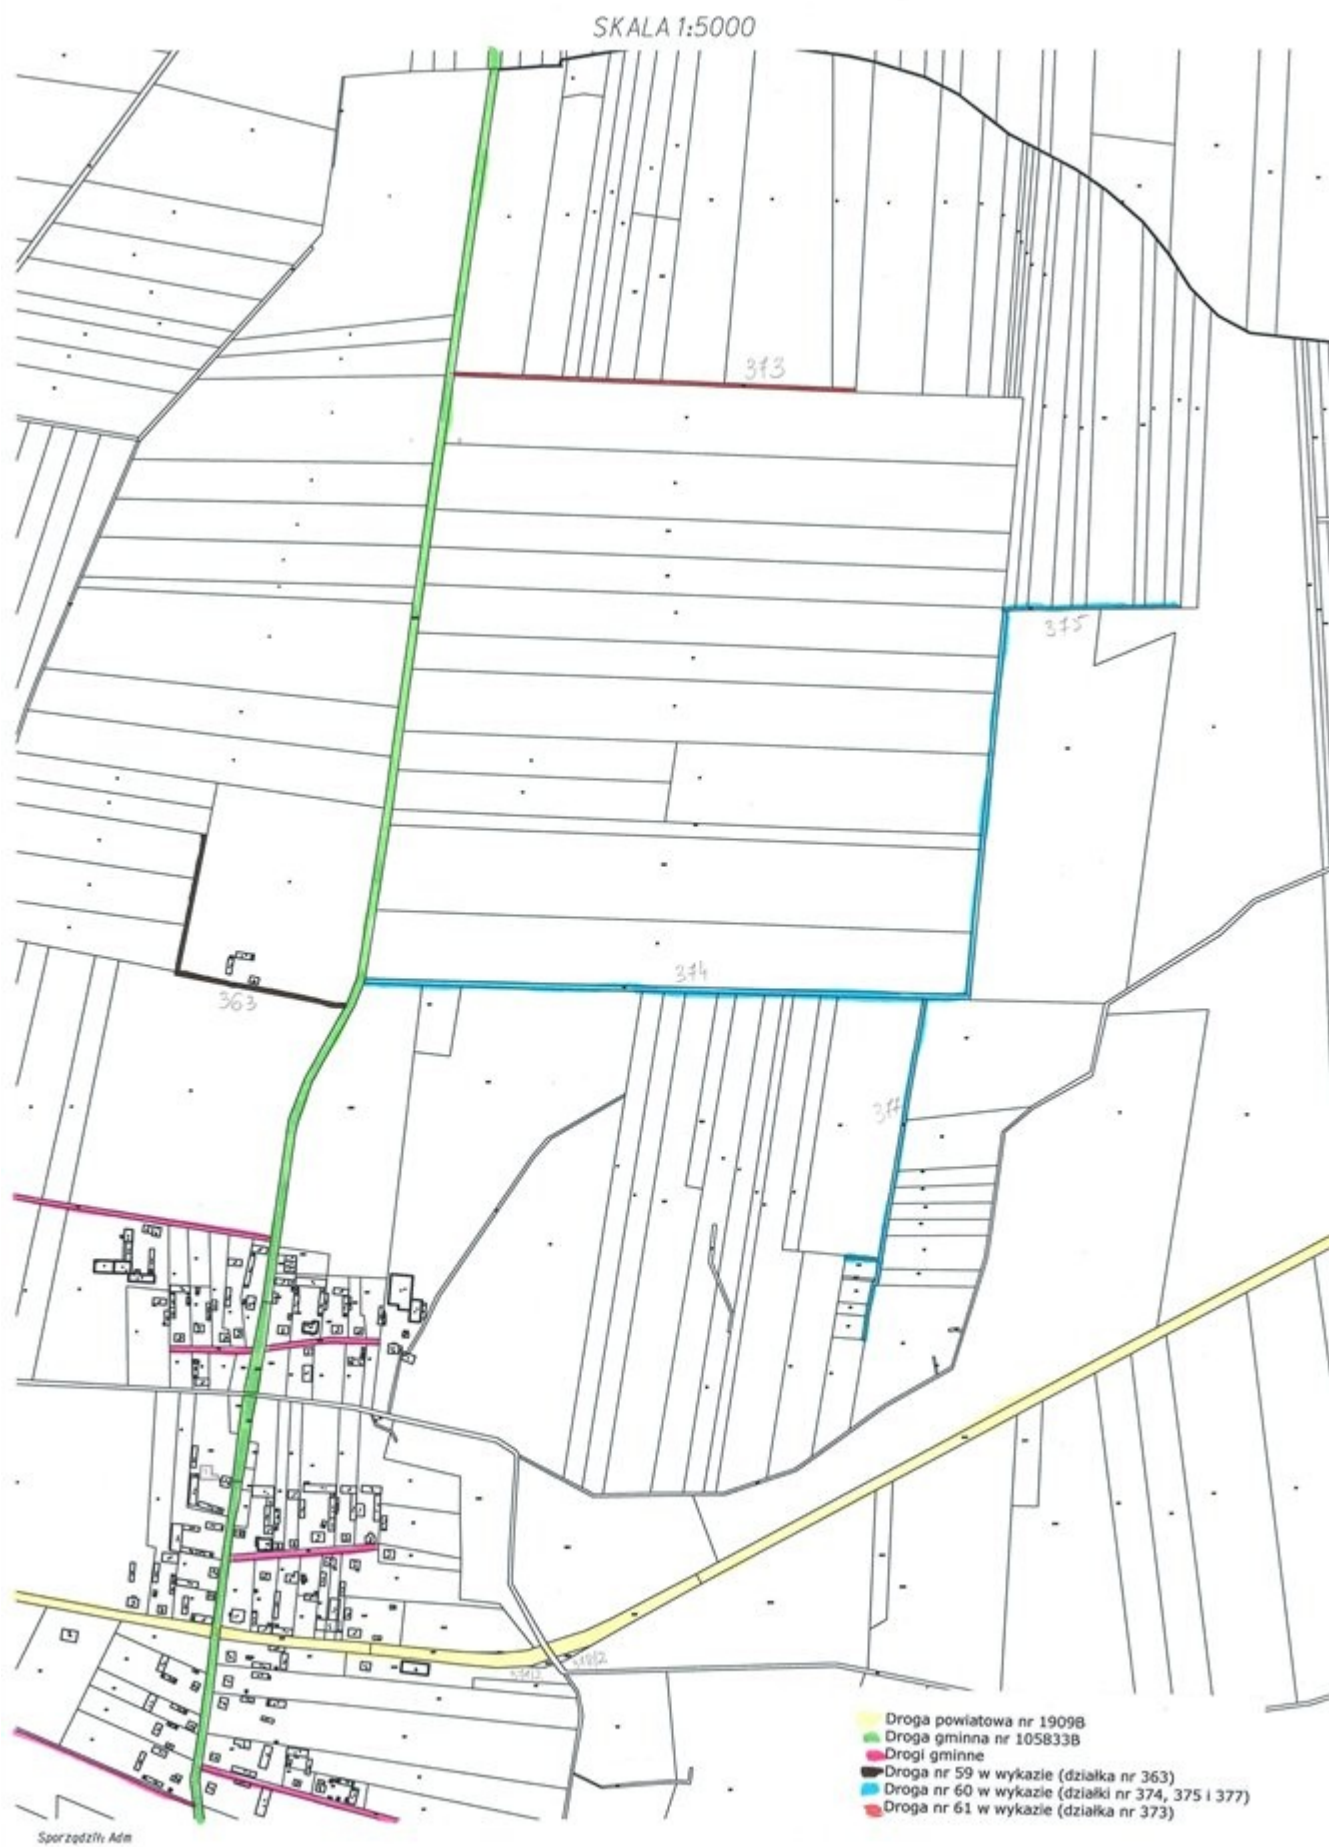 SKALA 1:5000
373
375
374
363
377
Droga powiatowa nr 1909B
Droga gminna nr 105833B
Drogi gminne
Droga nr 59 w wykazie (działka nr 363)
Droga nr 60 w wykazie (działki nr 374, 375 i 377)
Droga nr 61 w wykazie (działka nr 373)
Sporządził: Adm